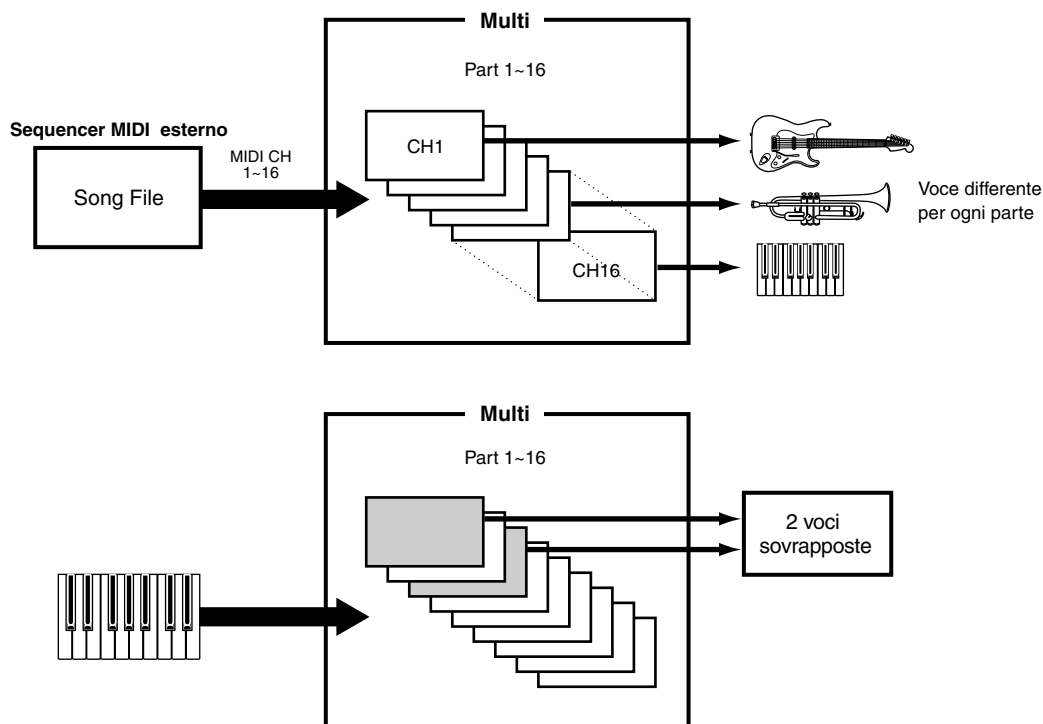 Multi
Part 1~16
Sequencer MIDI esterno
MIDI CH
1~16
Song File
CH1
CH16
Voce differente
per ogni parte
Multi
Part 1~16
2 voci
sovrapposte